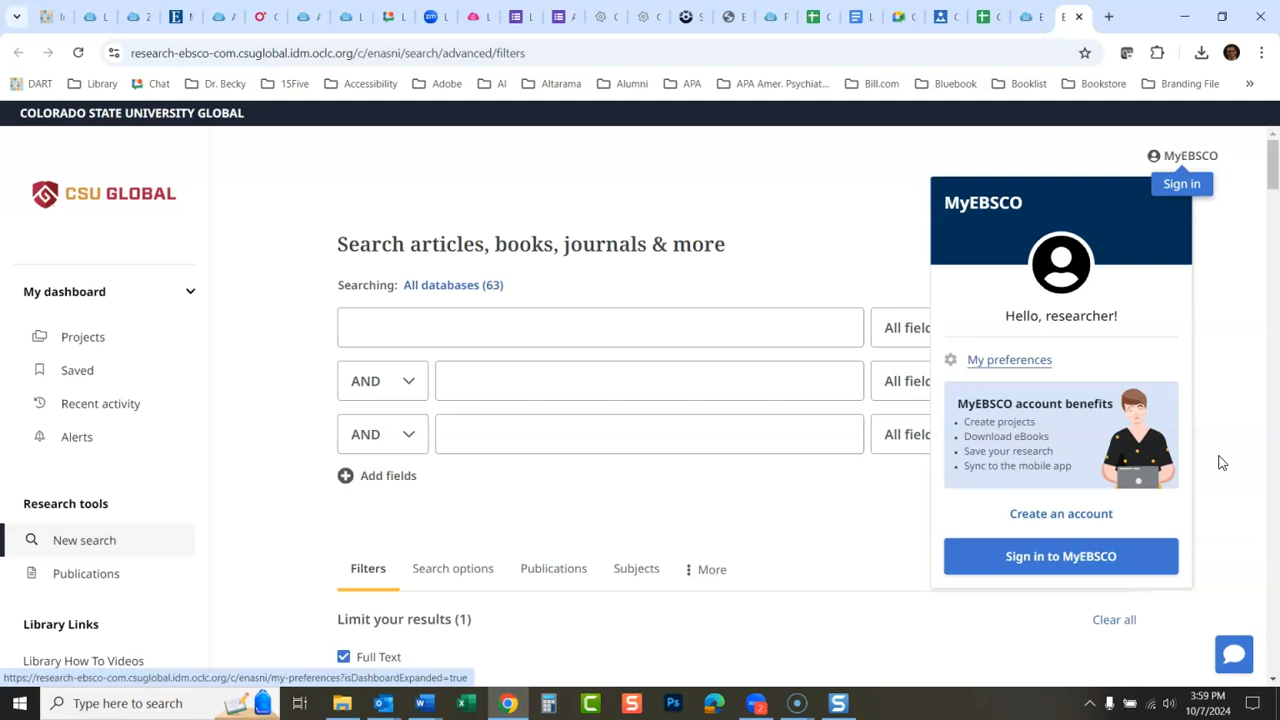 research-ebsco-com.csuglobal.idm.oclc.org/c/enasni/search/advanced/filters
DART Library Chat Dr. Becky 15Five Accessibility Adobe AI Altarama Alumni APA APA Amer. Psychiat... Bill.com Bluebook Booklist Bookstore Branding File »
COLORADO STATE UNIVERSITY GLOBAL
MyEBSCO
Sign in
CSU GLOBAL
My dashboard
Projects
Saved
Recent activity
Alerts
Research tools
New search
Publications
Library Links
Library How To Videos
Search articles, books, journals & more
Searching: All databases (63)
All field
AND
All field
AND
All field
Add fields
Filters Search options Publications Subjects More
Limit your results (1)
Clear all
Full Text
MyEBSCO
Hello, researcher!
My preferences
MyEBSCO account benefits
• Create projects
• Download eBooks
• Save your research
• Sync to the mobile app
Create an account
Sign in to MyEBSCO
https://research-ebsco-com.csuglobal.idm.oclc.org/c/enasni/my-preferences?isDashboardExpanded=true
Type here to search
3:59 PM
10/7/2024